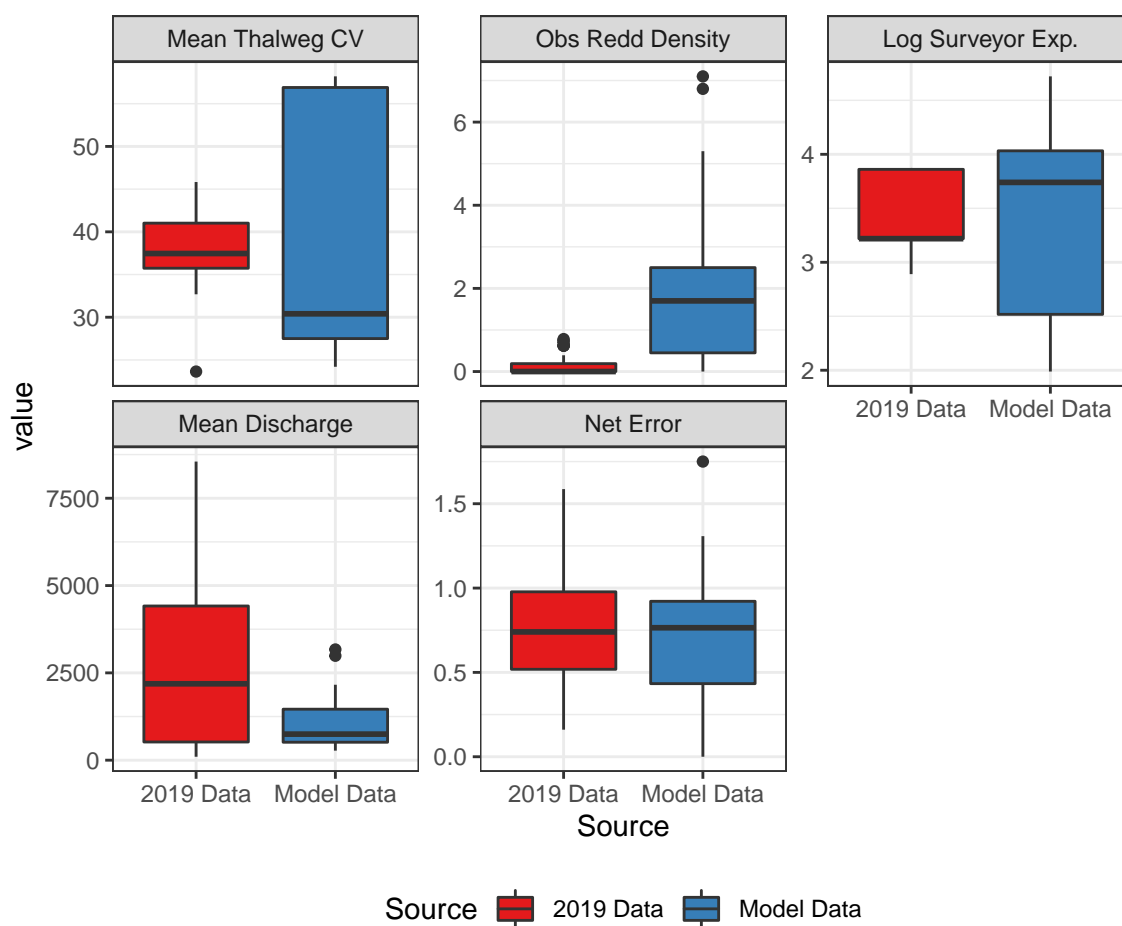 Mean Thalweg CV
Obs Redd Density
Log Surveyor Exp.
50
40
30
6
4
2
0
4
3
2
2019 Data Model Data
value
Mean Discharge
Net Error
7500
5000
2500
0
1.5
1.0
0.5
0.0
2019 Data Model Data
2019 Data Model Data
Source
Source 2019 Data Model Data